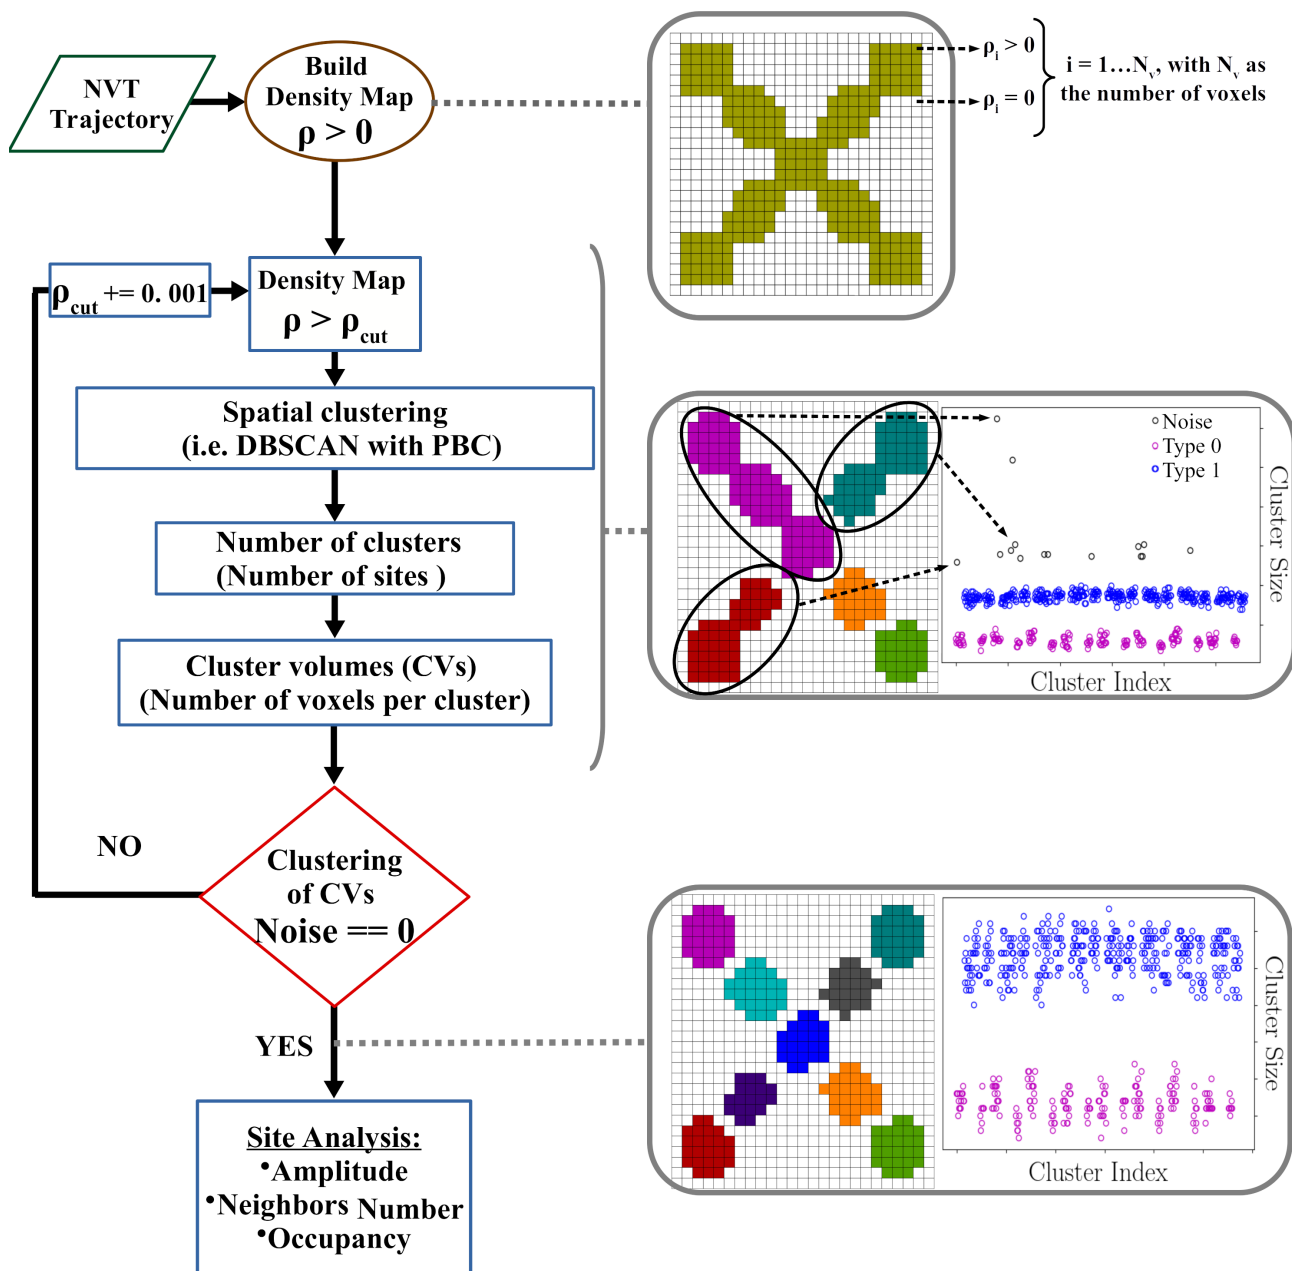 NVT
Trajectory
Build
Density Map
ρ > 0
ρᵢ > 0
ρᵢ = 0
i = 1...Nᵥ, with Nᵥ as
the number of voxels
ρcut += 0. 001
Density Map
ρ > ρcut
Spatial clustering
(i.e. DBSCAN with PBC)
Number of clusters
(Number of sites )
Cluster volumes (CVs)
(Number of voxels per cluster)
Noise
Type 0
Type 1
Cluster Size
Cluster Index
NO
Clustering
of CVs
Noise == 0
YES
Cluster Size
Cluster Index
Site Analysis:
•Amplitude
•Neighbors Number
•Occupancy